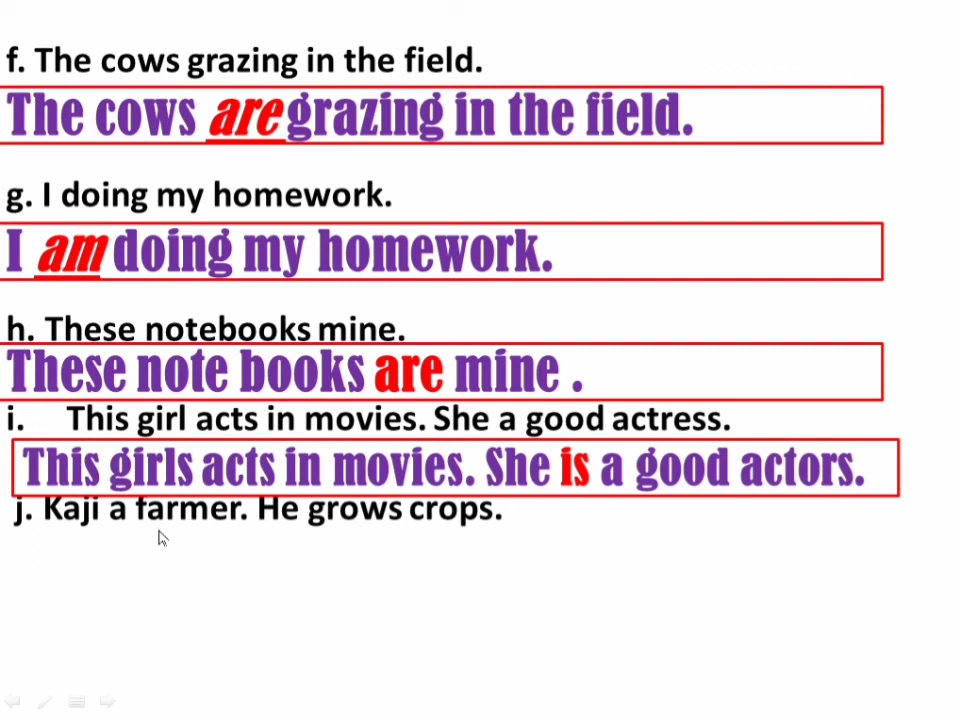 f. The cows grazing in the field.
The cows are grazing in the field.
g. I doing my homework.
I am doing my homework.
h. These notebooks mine.
These note books are mine .
i. This girl acts in movies. She a good actress.
This girls acts in movies. She is a good actors.
j. Kaji a farmer. He grows crops.